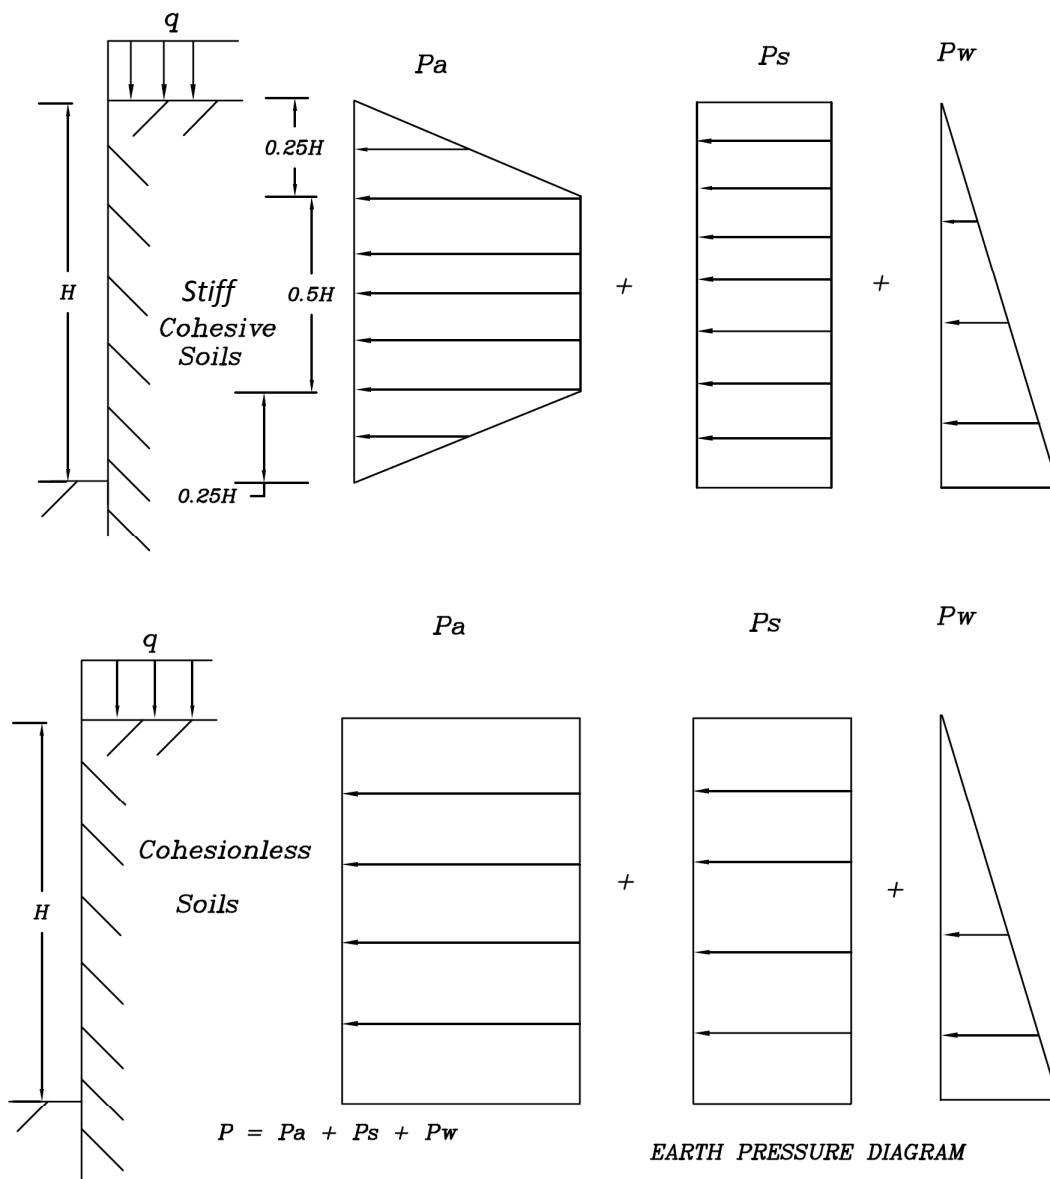 q
Pa
Ps
Pw
0.25H
H
Stiff
Cohesive
Soils
0.5H
+
+
0.25H
Pa
Ps
Pw
q
Cohesionless
Soils
H
+
+
P = Pa + Ps + Pw
EARTH PRESSURE DIAGRAM